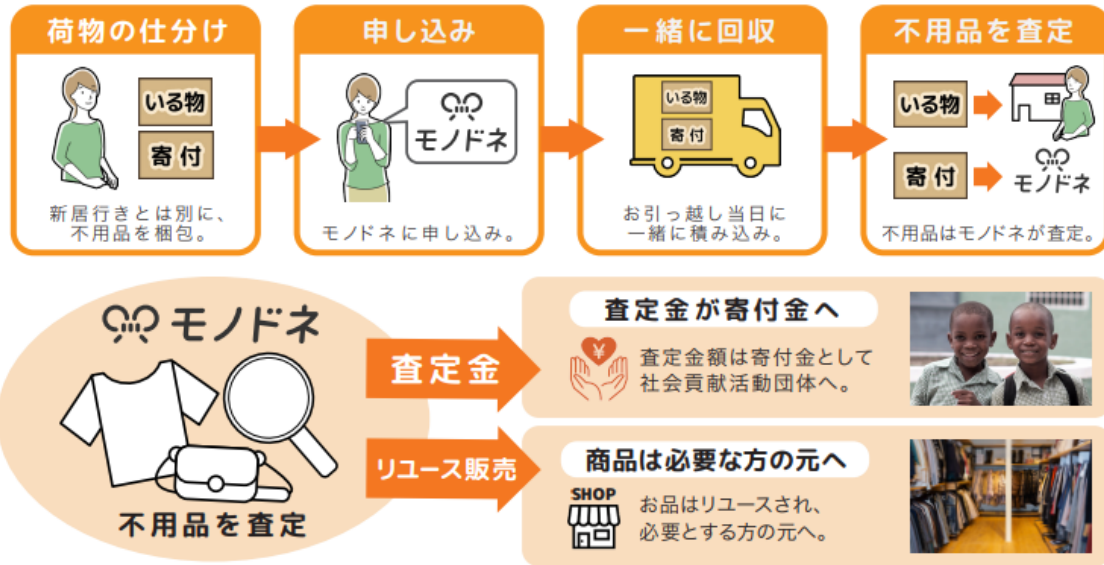 荷物の仕分け
いる物
寄付
新居行きとは別に、
不用品を梱包。
申し込み
モノドネ
モノドネに申し込み。
一緒に回収
いる物
寄付
お引っ越し当日に
一緒に積み込み。
不用品を査定
いる物
寄付
モノドネ
不用品はモノドネが査定。
モノドネ
不用品を査定
査定金
査定金が寄付金へ
¥
査定金額は寄付金として
社会貢献活動団体へ。
リユース販売
商品は必要な方の元へ
SHOP
お品はリユースされ、
必要とする方の元へ。